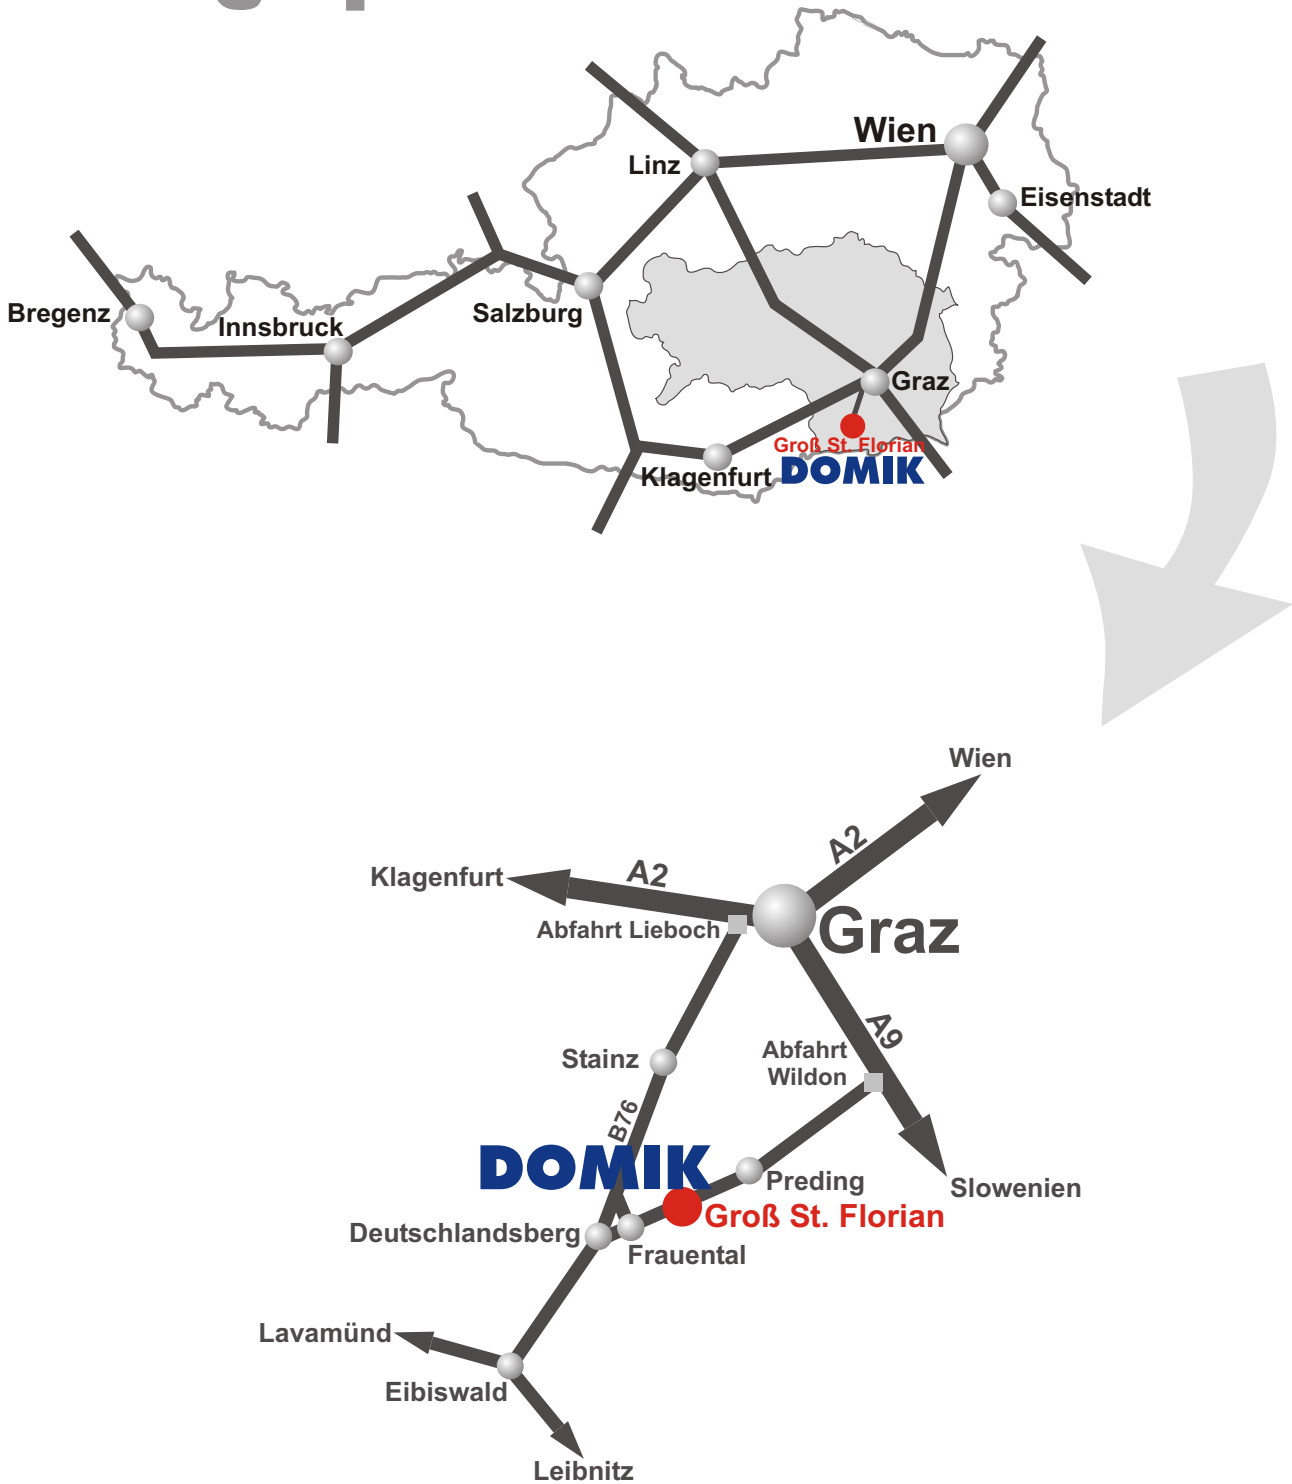 Wien
Linz
Eisenstadt
Bregenz
Innsbruck
Salzburg
Graz
Groß St. Florian
Klagenfurt
DOMIK
Wien
A2
Klagenfurt
A2
Graz
Abfahrt Lieboch
A9
Abfahrt
Wildon
Stainz
B76
DOMIK
Preding
Slowenien
Groß St. Florian
Deutschlandsberg
Frauental
Lavamünd
Eibiswald
Leibnitz